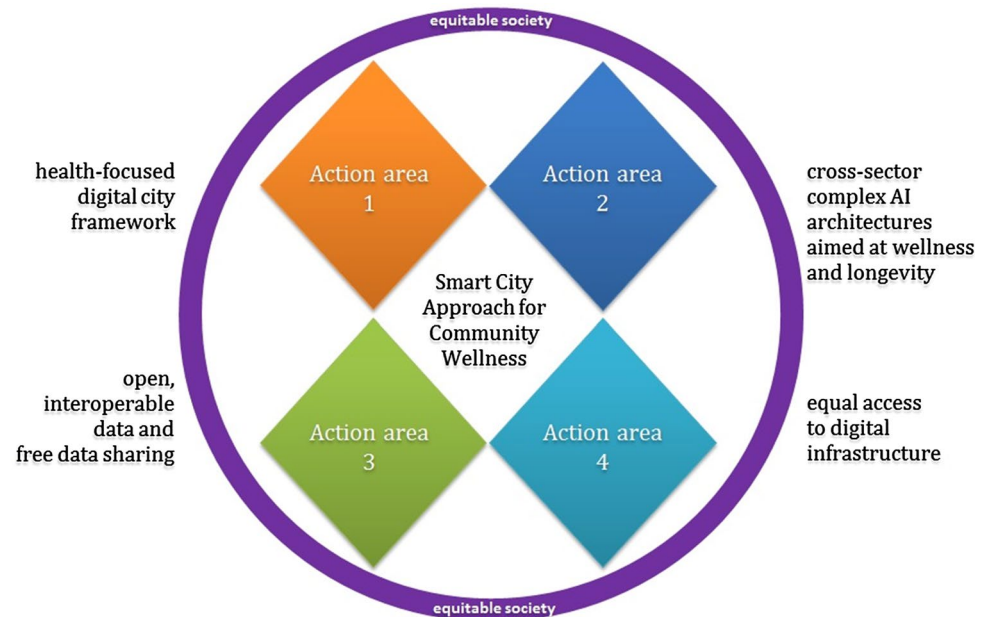 equitable society
health-focused
digital city
framework
Action area
1
Action area
2
cross-sector
complex AI
architectures
aimed at wellness
and longevity
Smart City
Approach for
Community
Wellness
open,
interoperable
data and
free data sharing
Action area
3
Action area
4
equal access
to digital
infrastructure
equitable society